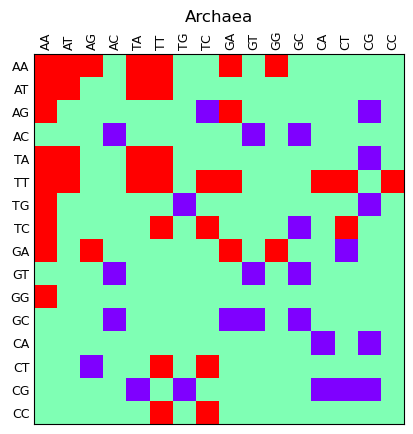 Archaea
AA AT AG AC TA TT TG TC GA GT GG GC CA CT CG CC
AA
AT
AG
AC
TA
TT
TG
TC
GA
GT
GG
GC
CA
CT
CG
CC